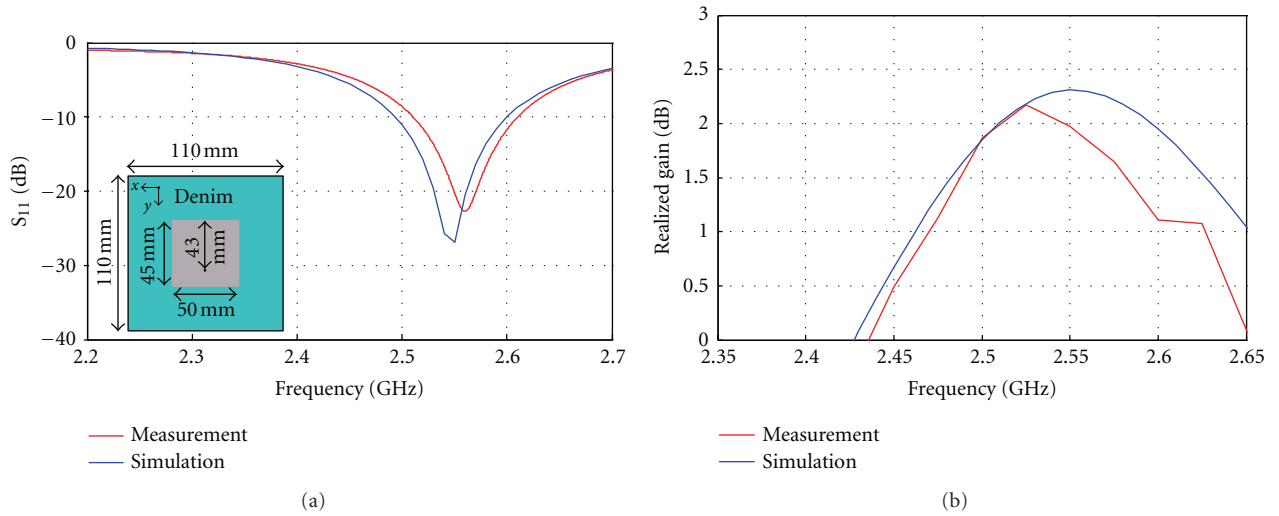 0
−10
−20
−30
−40
S11 (dB)
2.2
2.3
2.4
2.5
2.6
2.7
Frequency (GHz)
110 mm
110 mm
x
y
Denim
45 mm
43 mm
50 mm
Measurement
Simulation
(a)
3
2.5
2
1.5
1
0.5
0
Realized gain (dB)
2.35
2.4
2.45
2.5
2.55
2.6
2.65
Frequency (GHz)
Measurement
Simulation
(b)